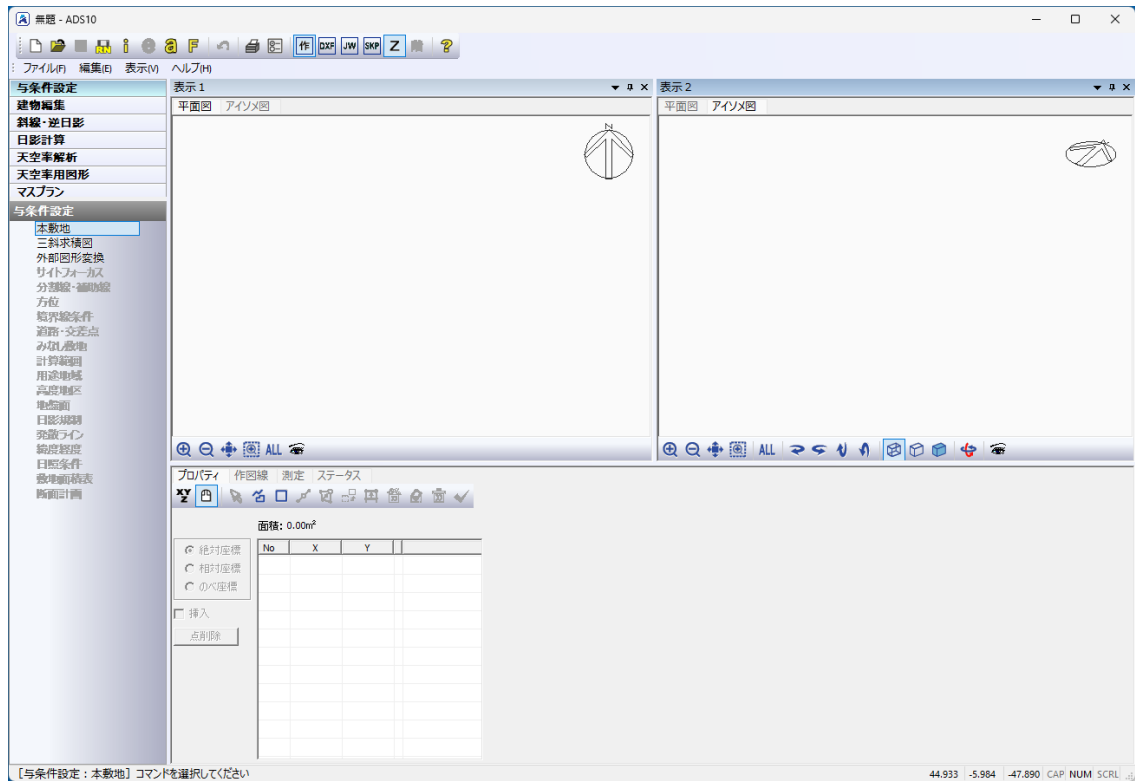 無題 - ADS10
RN i a F 作 DXF JW SKP Z ?
ファイル(F) 編集(E) 表示(V) ヘルプ(H)
与条件設定
建物編集
斜線・逆日影
日影計算
天空率解析
天空率用図形
マスプラン
与条件設定
本敷地
三斜求積図
外部図形変換
サイトフォーカス
分割線・補助線
方位
境界線条件
道路・交差点
みなし敷地
計算範囲
用途地域
高度地区
地盤面
日影規制
発散ライン
緯度経度
日照条件
敷地面積表
断面計画
表示1
平面図 アイソメ図
N
ALL
表示2
平面図 アイソメ図
ALL
プロパティ 作図線 測定 ステータス
XYZ
面積: 0.00m²
絶対座標
相対座標
のべ座標
挿入
点削除
No X Y
[与条件設定：本敷地] コマンドを選択してください
44.933 -5.984 -47.890 CAP NUM SCRL